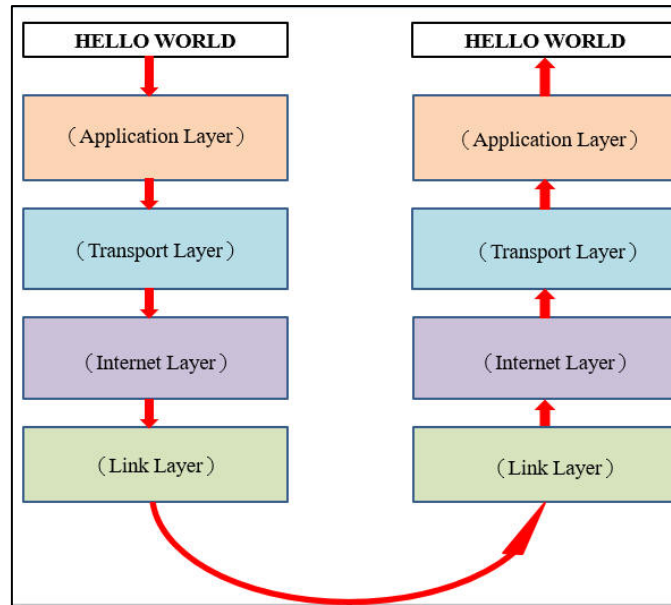 HELLO WORLD
（Application Layer）
（Transport Layer）
（Internet Layer）
（Link Layer）
HELLO WORLD
（Application Layer）
（Transport Layer）
（Internet Layer）
（Link Layer）